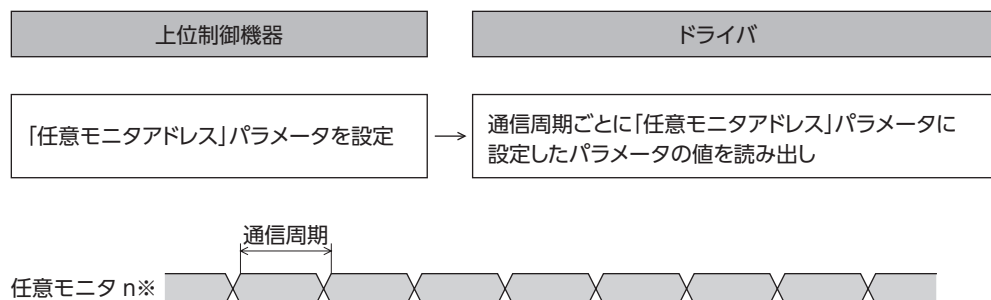 上位制御機器
ドライバ
「任意モニタアドレス」パラメータを設定
通信周期ごとに「任意モニタアドレス」パラメータに
設定したパラメータの値を読み出し
通信周期
任意モニタ n※